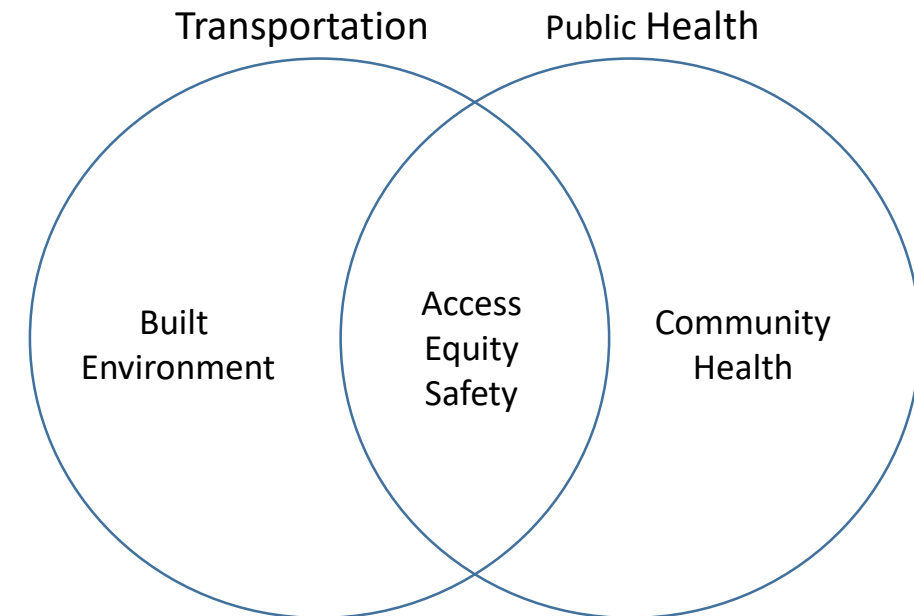 Transportation
Public Health
Built
Environment
Access
Equity
Safety
Community
Health